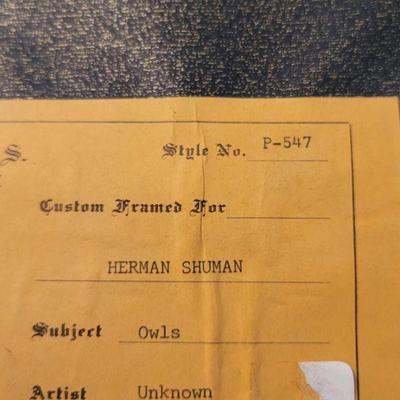 S. Style No. P-547
Custom Framed For
HERMAN SHUMAN
Subject Owls
Artist Unknown